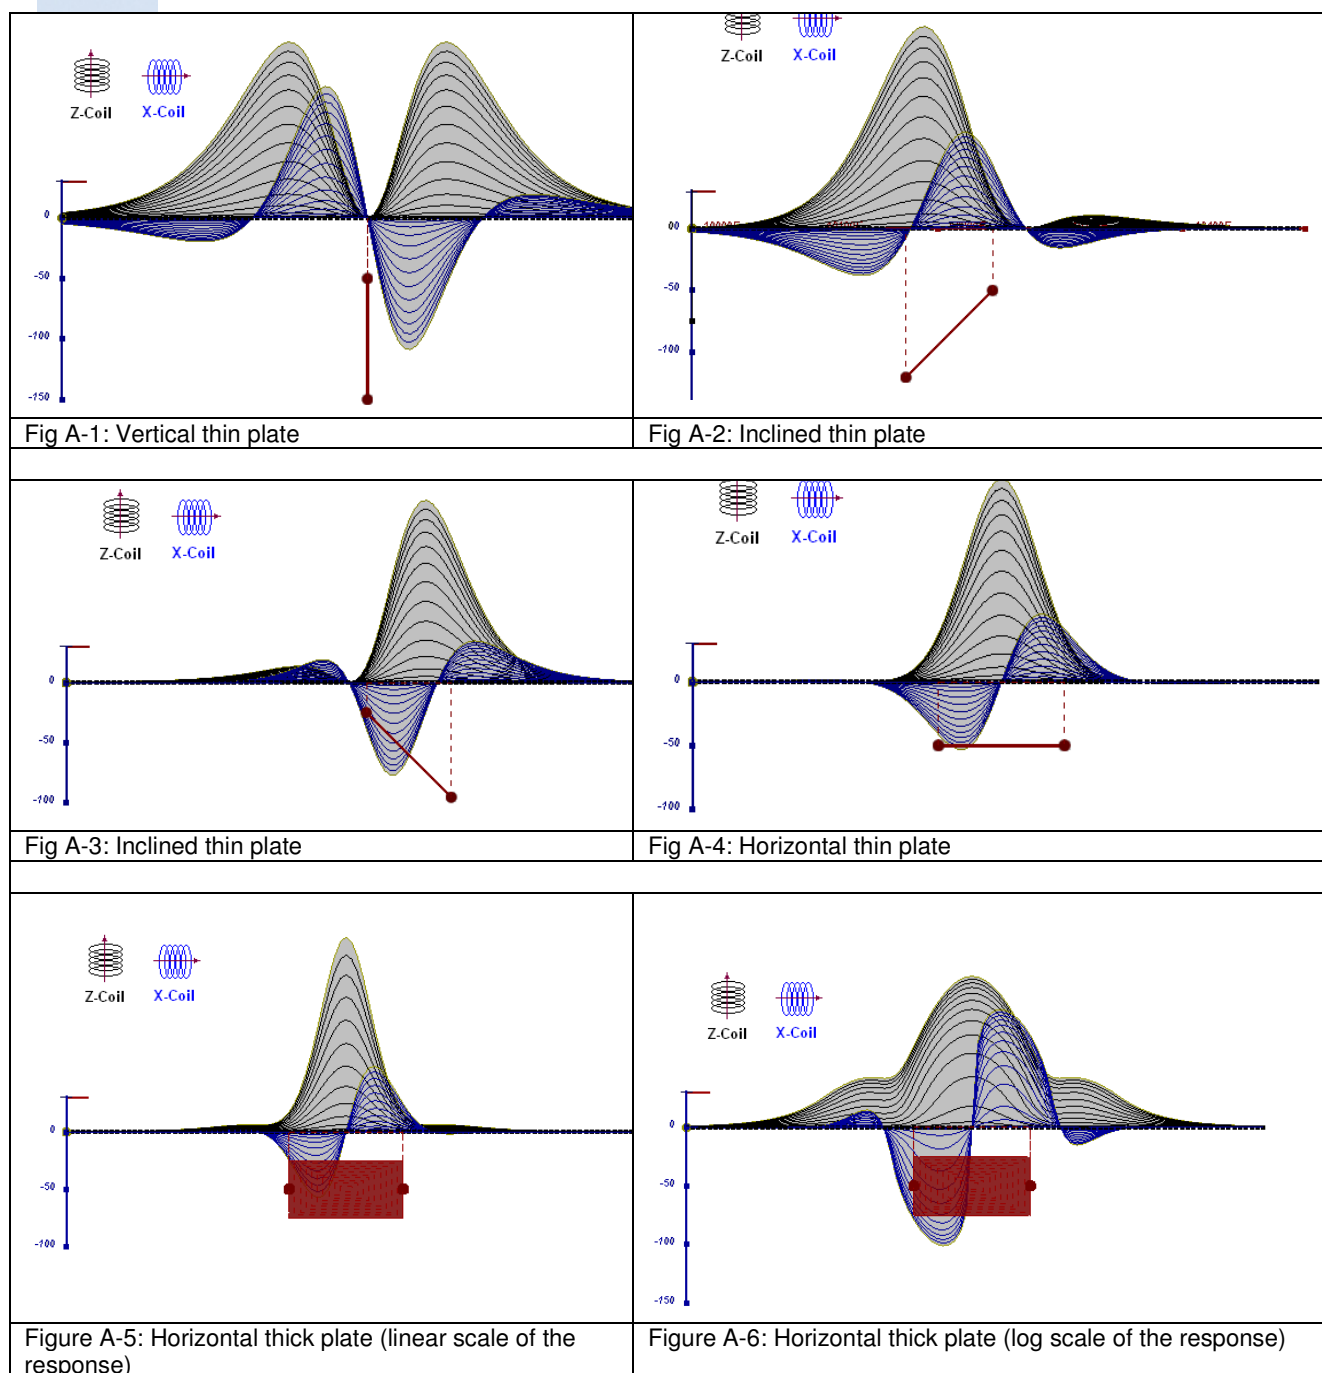 Z-Coil X-Coil
0
-50
-100
-150
Fig A-1: Vertical thin plate
Z-Coil X-Coil
00
-50
-100
Fig A-2: Inclined thin plate
Z-Coil X-Coil
0
-50
-100
Fig A-3: Inclined thin plate
Z-Coil X-Coil
0
-50
-100
Fig A-4: Horizontal thin plate
Z-Coil X-Coil
0
-50
-100
Figure A-5: Horizontal thick plate (linear scale of the
response)
Z-Coil X-Coil
0
-50
-100
-150
Figure A-6: Horizontal thick plate (log scale of the response)